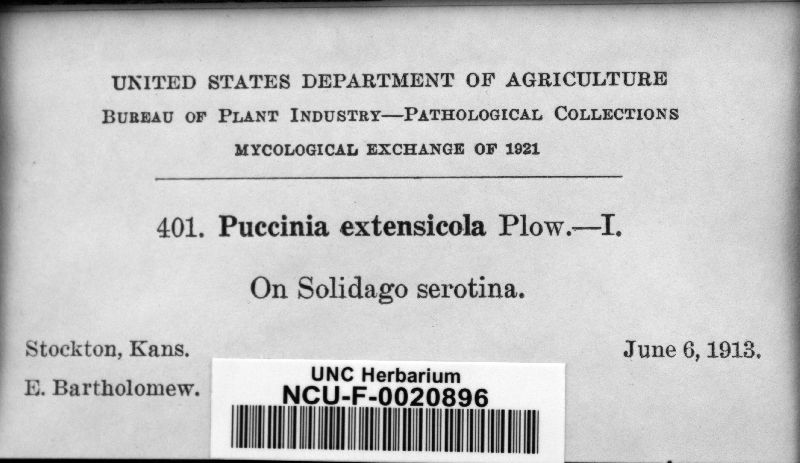 UNITED STATES DEPARTMENT OF AGRICULTURE
BUREAU OF PLANT INDUSTRY—PATHOLOGICAL COLLECTIONS
MYCOLOGICAL EXCHANGE OF 1921
401. Puccinia extensicola Plow.—I.
On Solidago serotina.
Stockton, Kans. June 6, 1913.
E. Bartholomew.
UNC Herbarium
NCU-F-0020896